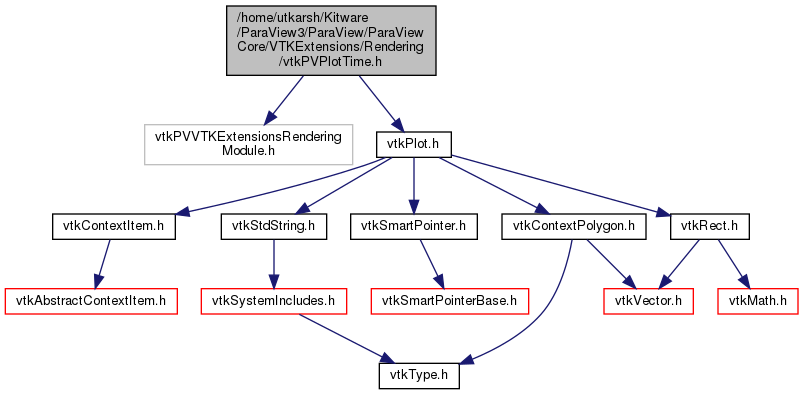 /home/utkarsh/Kitware
/ParaView3/ParaView/ParaView
Core/VTKExtensions/Rendering
/vtkPVPlotTime.h
vtkPVVTKExtensionsRendering
Module.h
vtkPlot.h
vtkContextItem.h
vtkStdString.h
vtkSmartPointer.h
vtkContextPolygon.h
vtkRect.h
vtkAbstractContextItem.h
vtkSystemIncludes.h
vtkSmartPointerBase.h
vtkVector.h
vtkMath.h
vtkType.h